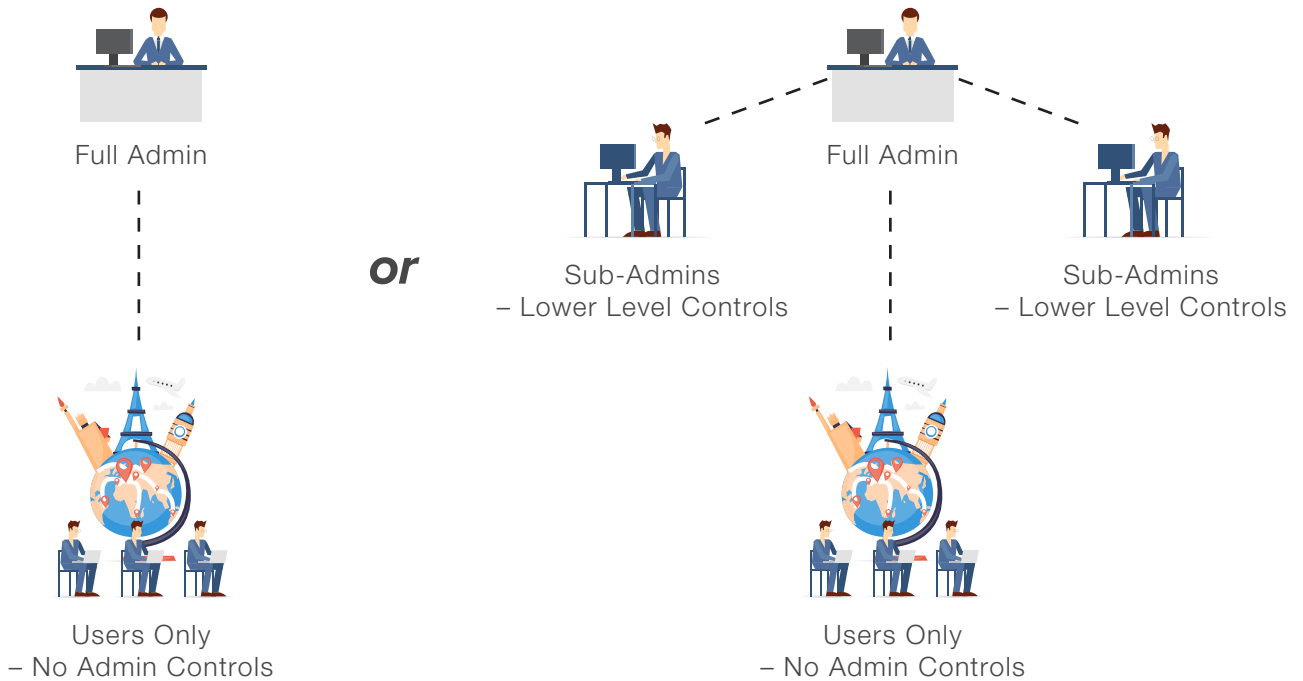 Full Admin
Users Only
– No Admin Controls
or
Full Admin
Sub-Admins
– Lower Level Controls
Sub-Admins
– Lower Level Controls
Users Only
– No Admin Controls